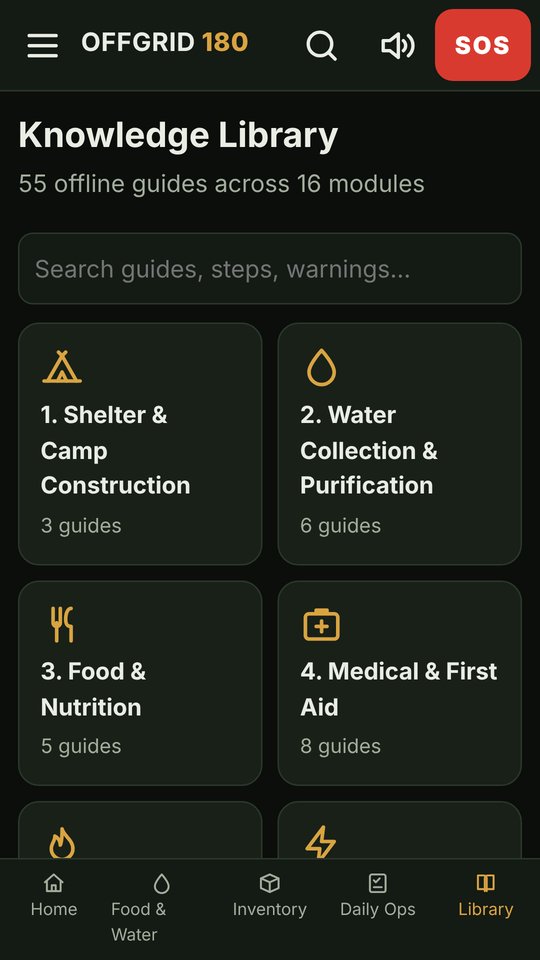 OFFGRID 180
SOS
Knowledge Library
55 offline guides across 16 modules
Search guides, steps, warnings...
1. Shelter &
Camp
Construction
3 guides
2. Water
Collection &
Purification
6 guides
3. Food &
Nutrition
5 guides
4. Medical & First
Aid
8 guides
Home
Food &
Water
Inventory
Daily Ops
Library